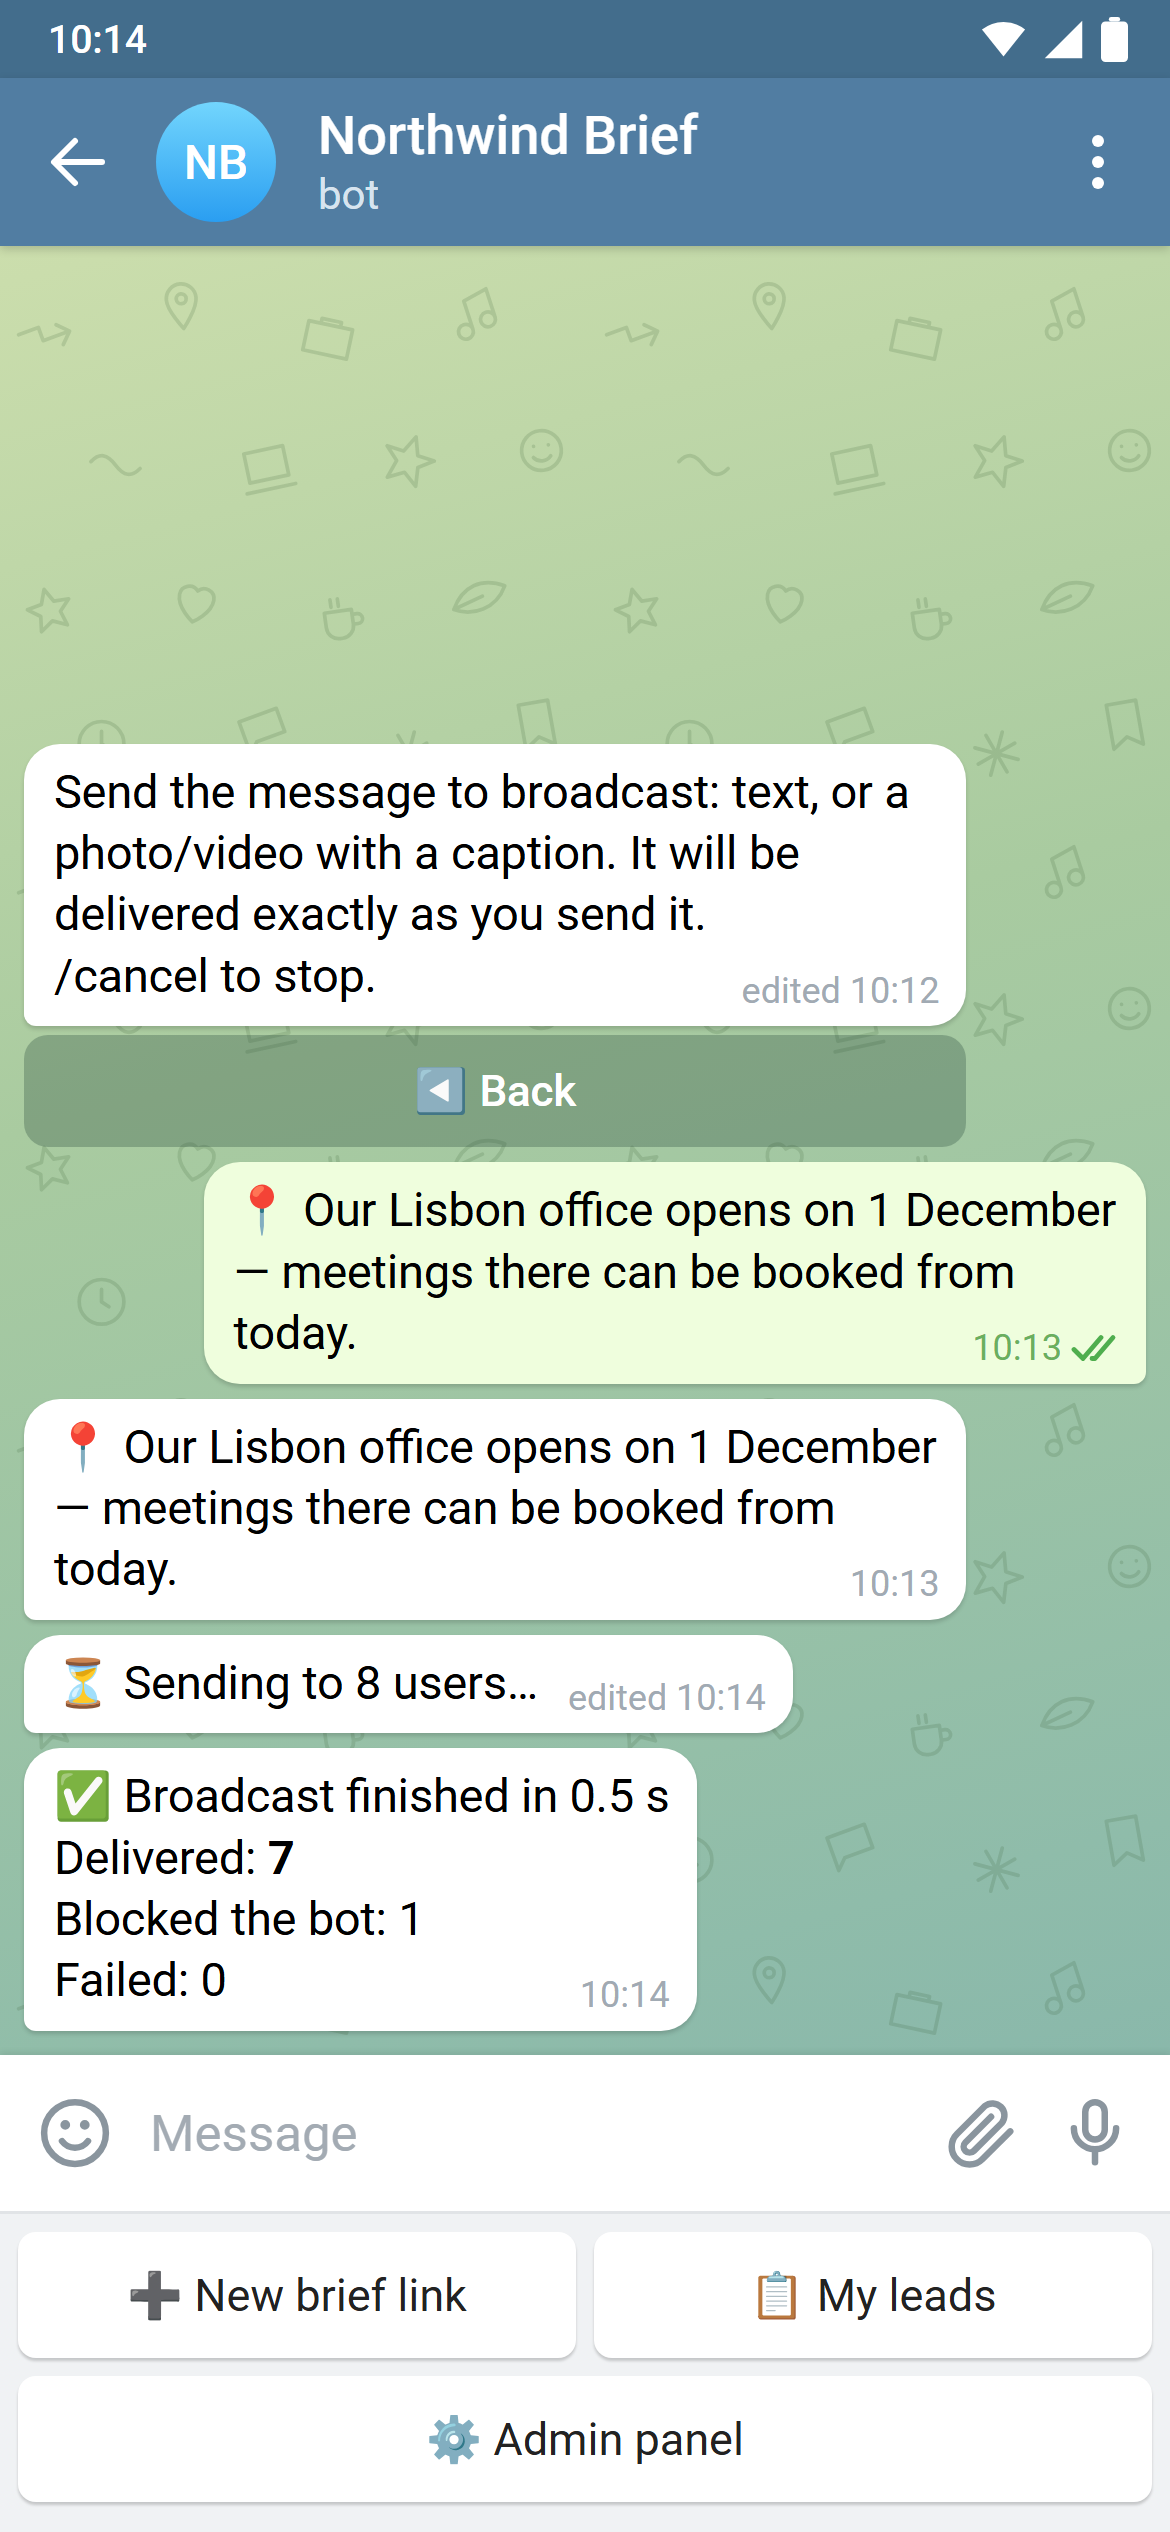 10:14
NB
Northwind Brief
bot
Send the message to broadcast: text, or a
photo/video with a caption. It will be
delivered exactly as you send it.
/cancel to stop.
edited 10:12
◀️ Back
📍 Our Lisbon office opens on 1 December
— meetings there can be booked from
today.
10:13
📍 Our Lisbon office opens on 1 December
— meetings there can be booked from
today.
10:13
⏳ Sending to 8 users…
edited 10:14
✅ Broadcast finished in 0.5 s
Delivered: 7
Blocked the bot: 1
Failed: 0
10:14
Message
➕ New brief link
📋 My leads
⚙️ Admin panel